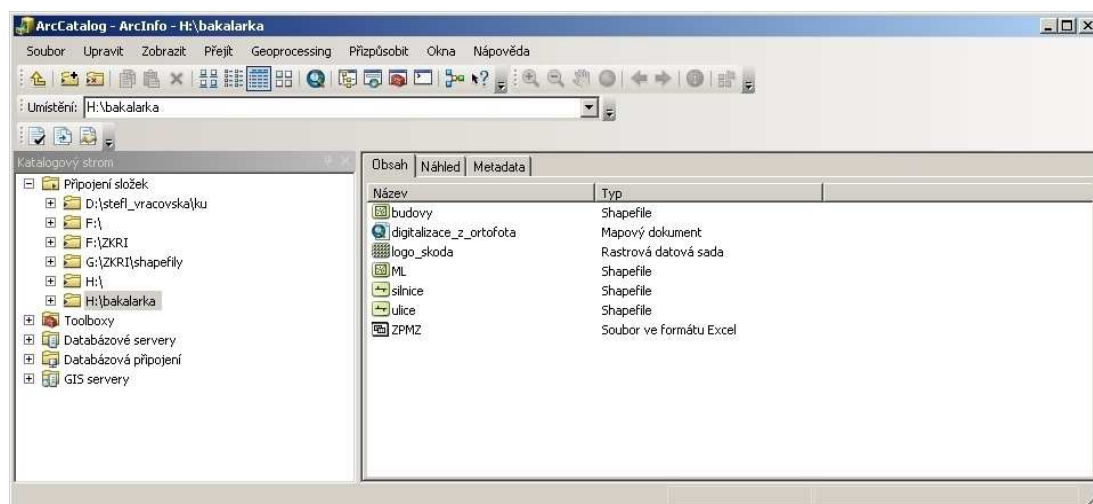 ArcCatalog - ArcInfo - H:\bakalarka
Soubor Upravit Zobrazit Přejít Geoprocessing Přizpůsobit Okna Nápověda
Umístění: H:\bakalarka
Katalogový strom
Připojení složek
D:\stefl_vracovska\ku
F:\
F:\ZKRI
G:\ZKRI\shapefily
H:\
H:\bakalarka
Toolboxy
Databázové servery
Databázová připojení
GIS servery
Obsah Náhled Metadata
Název Typ
budovy Shapefile
digitalizace_z_ortofota Mapový dokument
logo_skoda Rastrová datová sada
ML Shapefile
silnice Shapefile
ulice Shapefile
ZPMZ Soubor ve formátu Excel